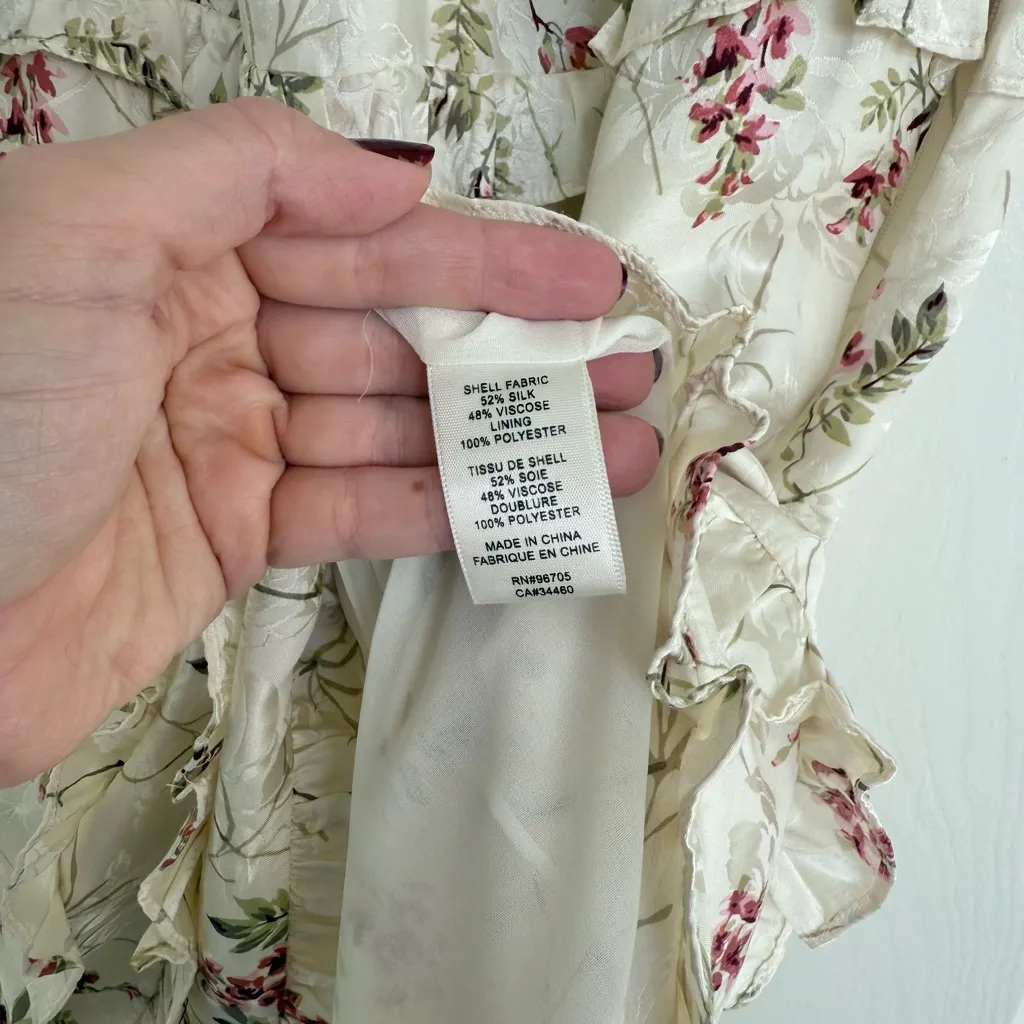 SHELL FABRIC
52% SILK
48% VISCOSE
LINING
100% POLYESTER
TISSU DE SHELL
52% SOIE
48% VISCOSE
DOUBLURE
100% POLYESTER
MADE IN CHINA
FABRIQUE EN CHINE
RN#96705
CA#34460